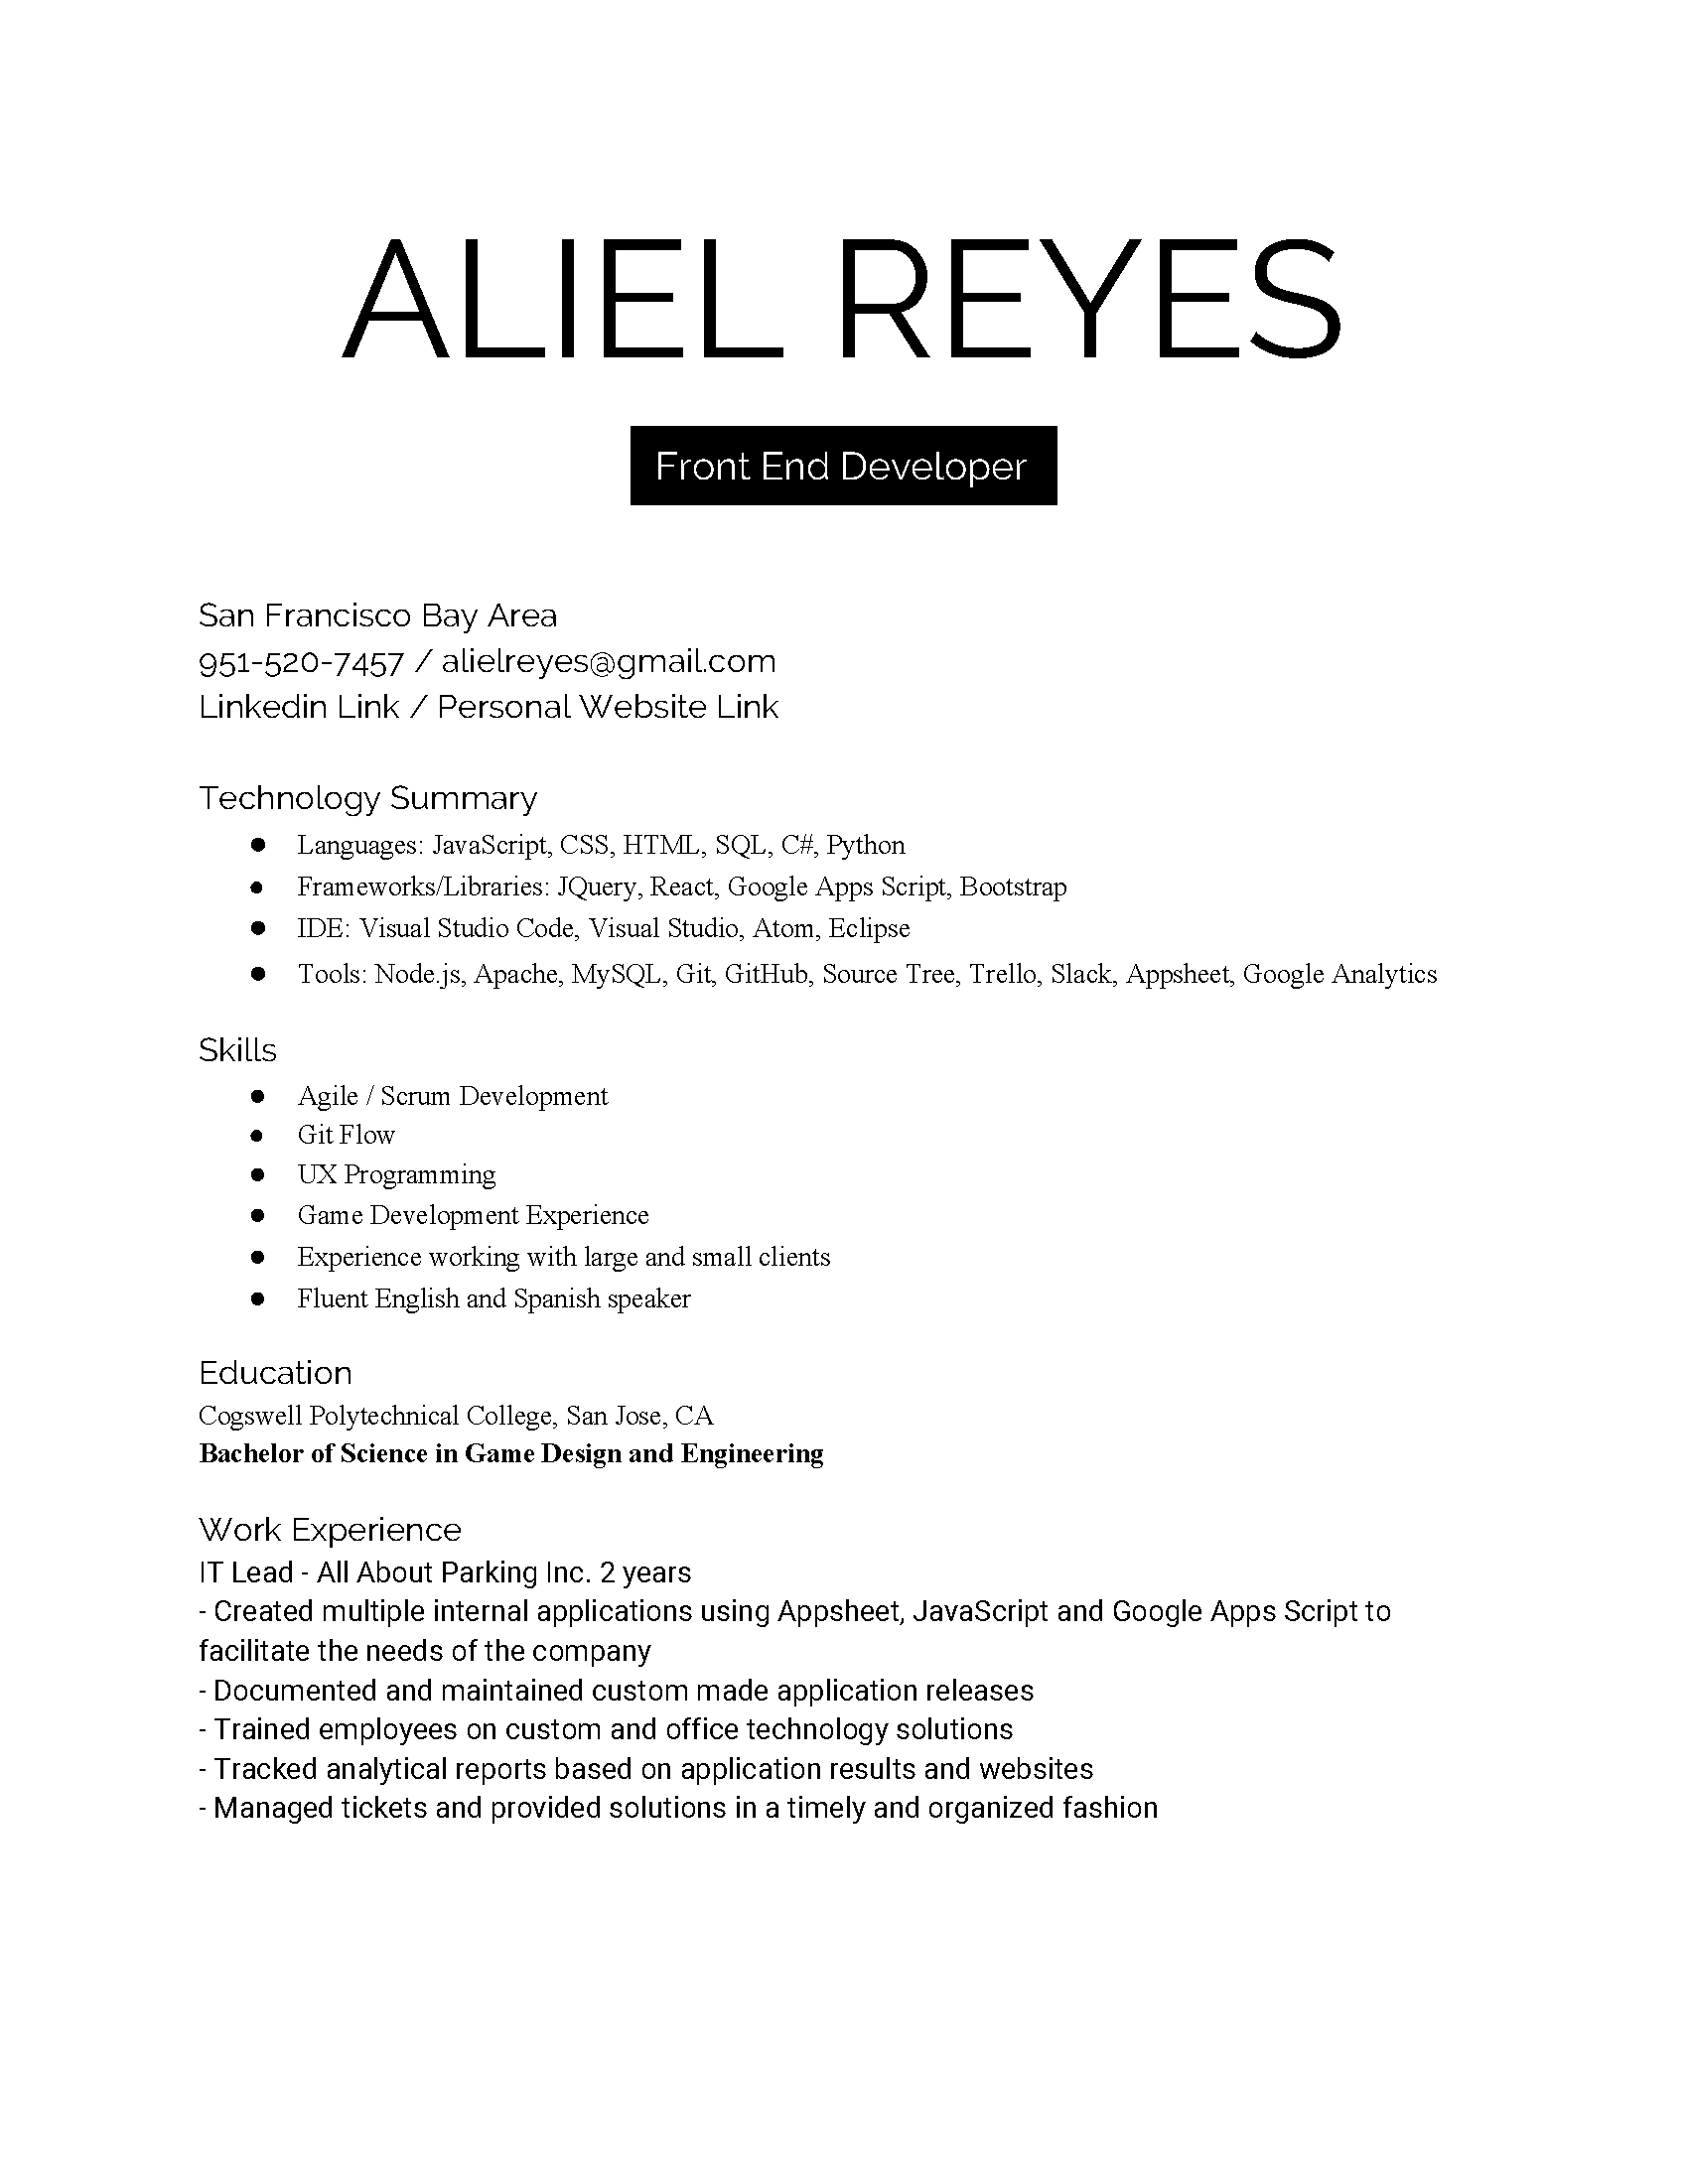 ALIEL REYES
Front End Developer
San Francisco Bay Area
951-520-7457 / alielreyes@gmail.com
Linkedin Link / Personal Website Link
Technology Summary
● Languages: JavaScript, CSS, HTML, SQL, C#, Python
● Frameworks/Libraries: JQuery, React, Google Apps Script, Bootstrap
● IDE: Visual Studio Code, Visual Studio, Atom, Eclipse
● Tools: Node.js, Apache, MySQL, Git, GitHub, Source Tree, Trello, Slack, Appsheet, Google Analytics
Skills
● Agile / Scrum Development
● Git Flow
● UX Programming
● Game Development Experience
● Experience working with large and small clients
● Fluent English and Spanish speaker
Education
Cogswell Polytechnical College, San Jose, CA
Bachelor of Science in Game Design and Engineering
Work Experience
IT Lead - All About Parking Inc. 2 years
- Created multiple internal applications using Appsheet, JavaScript and Google Apps Script to
facilitate the needs of the company
- Documented and maintained custom made application releases
- Trained employees on custom and office technology solutions
- Tracked analytical reports based on application results and websites
- Managed tickets and provided solutions in a timely and organized fashion